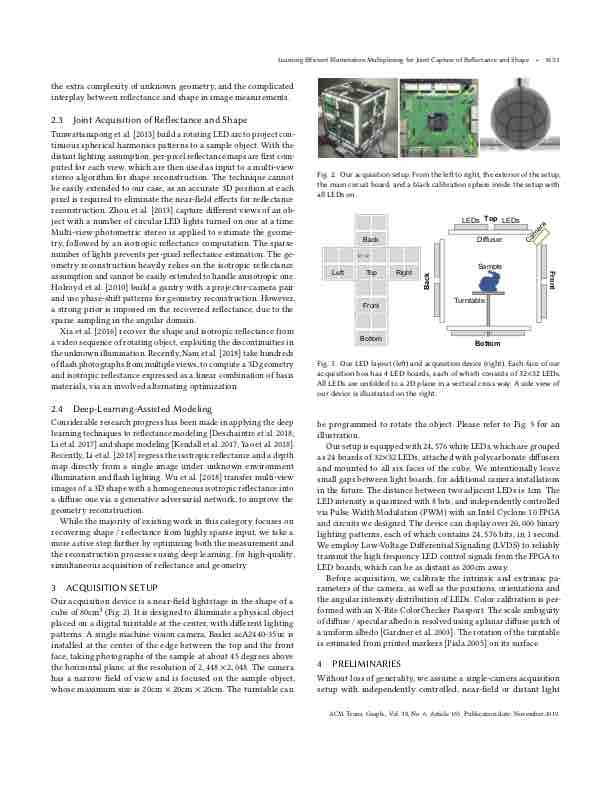 Learning Efficient Illumination Multiplexing for Joint Capture of Reflectance and Shape
the extra complexity of unknown geometry, and the complicated
interplay between reflectance and shape in image measurements.
2.3 Joint Acquisition of Reflectance and Shape
Tunwattanapong et al. [2013] build a rotating LED arc to project con-
tinuous spherical harmonics patterns to a sample object. With the
distant lighting assumption, per-pixel reflectance maps are first com-
puted for each view, which are then used as input to a multi-view
stereo algorithm for shape reconstruction. The technique cannot
be easily extended to our case, as an accurate 3D position at each
pixel is required to eliminate the near-field effects for reflectance
reconstruction. Zhou et al. [2013] capture different views of an ob-
ject with a number of circular LED lights turned on one at a time.
Multi-view photometric stereo is applied to estimate the geome-
try, followed by an isotropic reflectance computation. The sparse
number of lights prevents per-pixel reflectance estimation. The ge-
ometry reconstruction heavily relies on the isotropic reflectance
assumption and cannot be easily extended to handle anisotropic one.
Holroyd et al. [2010] build a gantry with a projector-camera pair
and use phase-shift patterns for geometry reconstruction. However,
a strong prior is imposed on the recovered reflectance, due to the
sparse sampling in the angular domain.
Xia et al. [2016] recover the shape and isotropic reflectance from
a video sequence of rotating object, exploiting the discontinuities in
the unknown illumination. Recently, Nam et al. [2018] take hundreds
of flash photographs from multiple views, to compute a 3D geometry
and isotropic reflectance expressed as a linear combination of basis
materials, via an involved alternating optimization.
2.4 Deep-Learning-Assisted Modeling
Considerable research progress has been made in applying the deep
learning techniques to reflectance modeling [Deschaintre et al. 2018;
Li et al. 2017] and shape modeling [Kendall et al. 2017; Yao et al. 2018].
Recently, Li et al. [2018] regress the isotropic reflectance and a depth
map directly from a single image under unknown environment
illumination and flash lighting. Wu et al. [2018] transfer multi-view
images of a 3D shape with a homogeneous isotropic reflectance into
a diffuse one via a generative adversarial network, to improve the
geometry reconstruction.
While the majority of existing work in this category focuses on
recovering shape / reflectance from highly sparse input, we take a
more active step further by optimizing both the measurement and
the reconstruction processes using deep learning, for high-quality,
simultaneous acquisition of reflectance and geometry.
3 ACQUISITION SETUP
Our acquisition device is a near-field lightstage in the shape of a
cube of 80cm³ (Fig. 2). It is designed to illuminate a physical object
placed on a digital turntable at the center, with different lighting
patterns. A single machine vision camera, Basler acA2440-35uc is
installed at the center of the edge between the top and the front
face, taking photographs of the sample at about 45 degrees above
the horizontal plane, at the resolution of 2, 448 × 2, 048. The camera
has a narrow field of view and is focused on the sample object,
whose maximum size is 20cm × 20cm × 20cm. The turntable can
Fig. 2. Our acquisition setup. From the left to right, the exterior of the setup,
the main circuit board, and a black calibration sphere inside the setup with
all LEDs on.
Back
Left
Top
Right
Front
Bottom
LEDs Top LEDs
Camera
Diffuser
Sample
Back
Front
Turntable
Bottom
Fig. 3. Our LED layout (left) and acquisition device (right). Each face of our
acquisition box has 4 LED boards, each of which consists of 32×32 LEDs.
All LEDs are unfolded to a 2D plane in a vertical cross way. A side view of
our device is illustrated on the right.
be programmed to rotate the object. Please refer to Fig. 3 for an
illustration.
Our setup is equipped with 24, 576 white LEDs, which are grouped
as 24 boards of 32×32 LEDs, attached with polycarbonate diffusers
and mounted to all six faces of the cube. We intentionally leave
small gaps between light boards, for additional camera installations
in the future. The distance between two adjacent LEDs is 1cm. The
LED intensity is quantized with 8 bits, and independently controlled
via Pulse Width Modulation (PWM) with an Intel Cyclone 10 FPGA
and circuits we designed. The device can display over 20, 000 binary
lighting patterns, each of which contains 24, 576 bits, in 1 second.
We employ Low-Voltage Differential Signaling (LVDS) to reliably
transmit the high frequency LED control signals from the FPGA to
LED boards, which can be as distant as 200cm away.
Before acquisition, we calibrate the intrinsic and extrinsic pa-
rameters of the camera, as well as the positions, orientations and
the angular intensity distribution of LEDs. Color calibration is per-
formed with an X-Rite ColorChecker Passport. The scale ambiguity
of diffuse / specular albedo is resolved using a planar diffuse patch of
a uniform albedo [Gardner et al. 2003]. The rotation of the turntable
is estimated from printed markers [Fiala 2005] on its surface.
4 PRELIMINARIES
Without loss of generality, we assume a single-camera acquisition
setup with independently controlled, near-field or distant light
ACM Trans. Graph., Vol. 38, No. 6, Article 165. Publication date: November 2019.